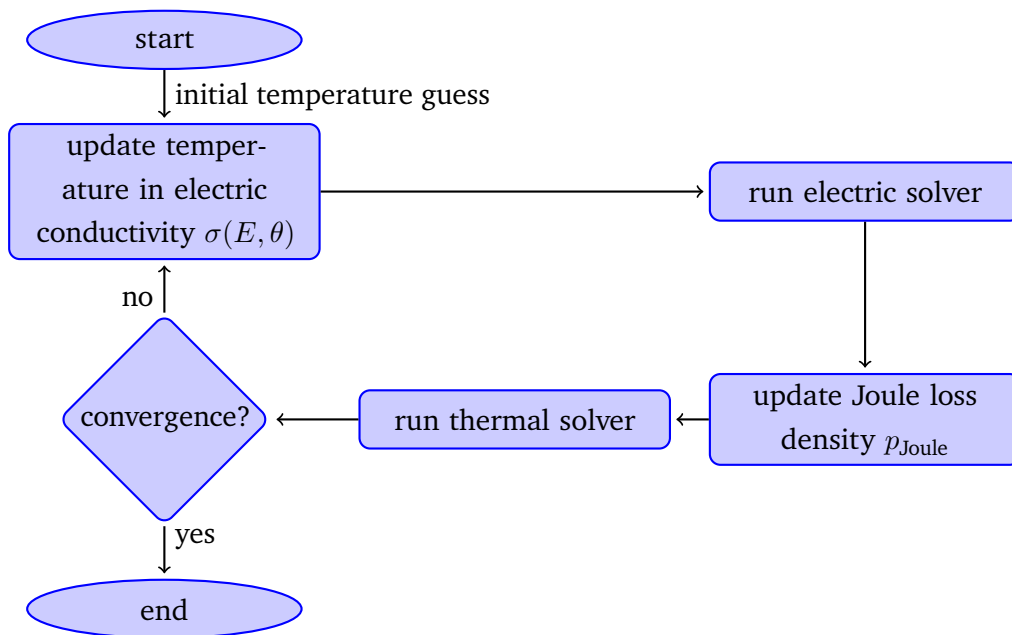 start
initial temperature guess
update temper-
ature in electric
conductivity σ(E, θ)
run electric solver
no
convergence?
run thermal solver
update Joule loss
density p_Joule
yes
end